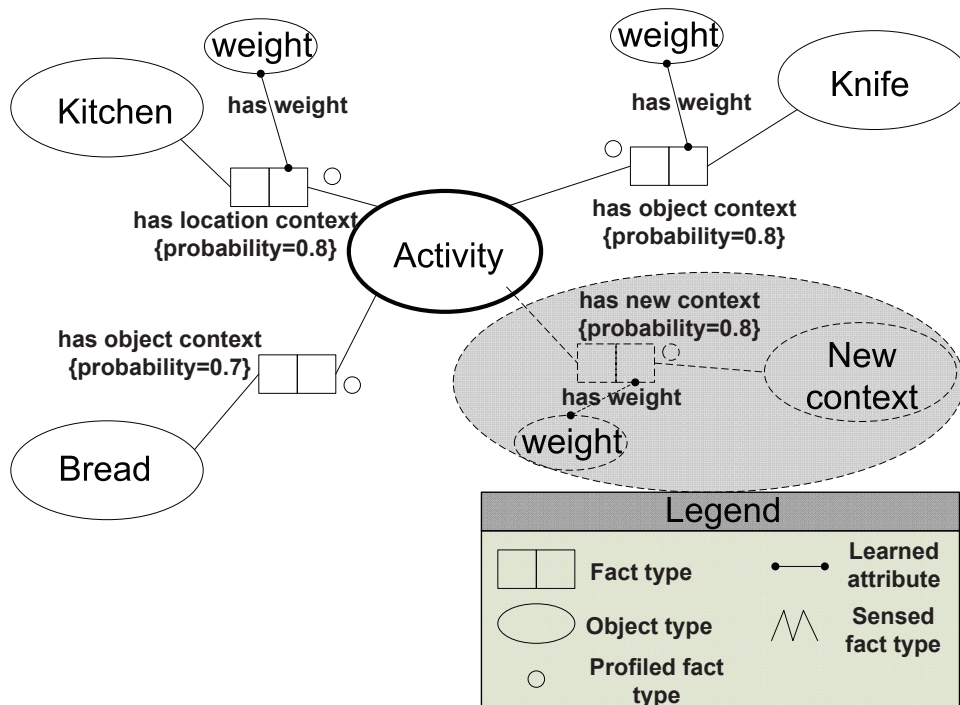 weight
weight
Kitchen
has weight
has weight
Knife
has location context
{probability=0.8}
has object context
{probability=0.8}
Activity
has object context
{probability=0.7}
has new context
{probability=0.8}
New
context
has weight
weight
Bread
Legend
Fact type
Learned
attribute
Object type
Sensed
fact type
Profiled fact
type